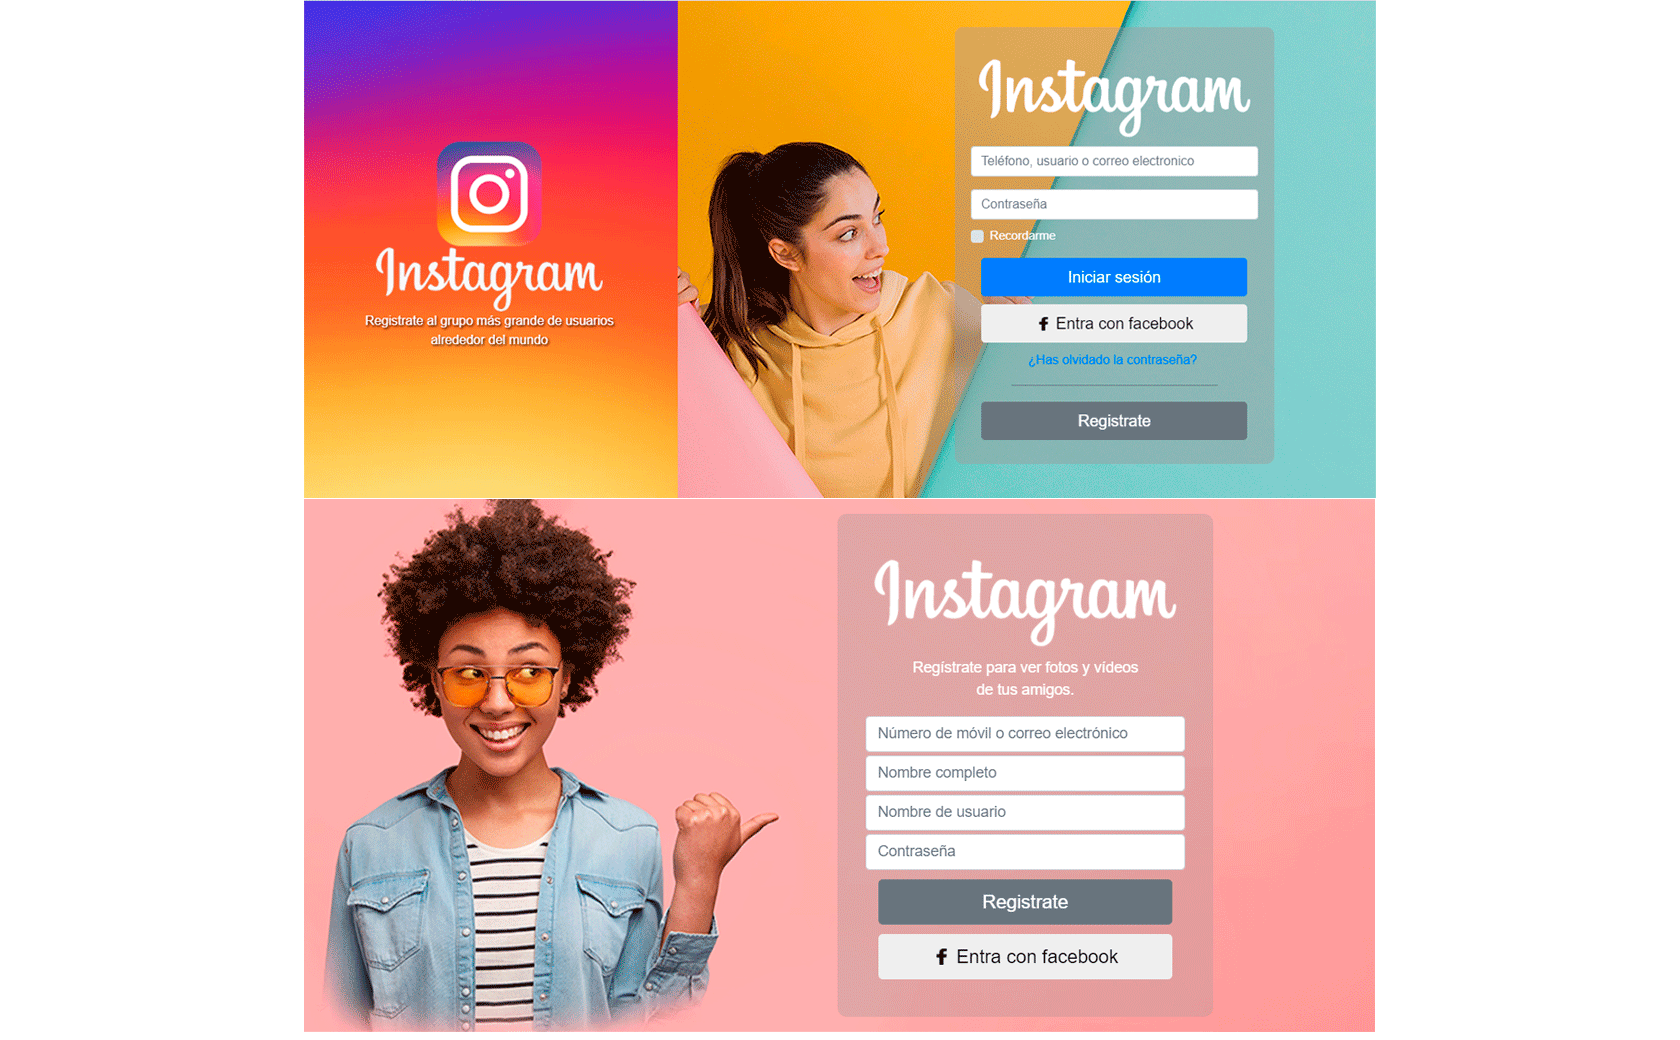 Instagram
Registrate al grupo más grande de usuarios
alrededor del mundo
Instagram
Teléfono, usuario o correo electronico
Contraseña
Recordarme
Iniciar sesión
Entra con facebook
¿Has olvidado la contraseña?
Registrate
Instagram
Regístrate para ver fotos y vídeos
de tus amigos.
Número de móvil o correo electrónico
Nombre completo
Nombre de usuario
Contraseña
Registrate
Entra con facebook